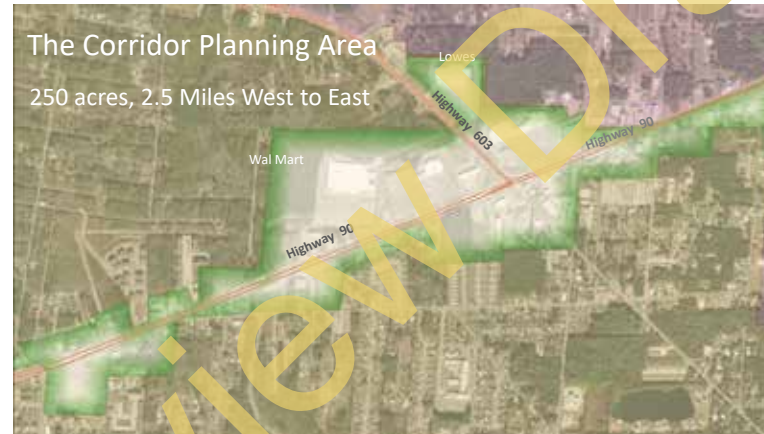 The Corridor Planning Area
Lowes
250 acres, 2.5 Miles West to East
Highway 603
Highway 90
Wal Mart
Highway 90